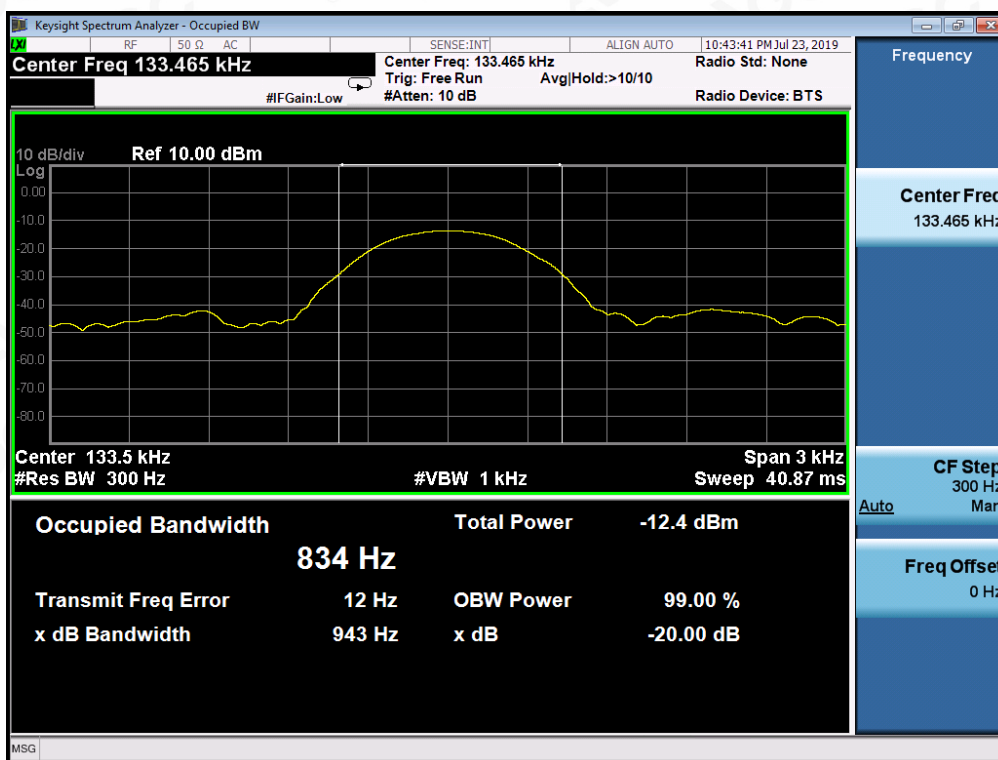 Keysight Spectrum Analyzer - Occupied BW
LXI RF 50 Ω AC SENSE:INT ALIGN AUTO 10:43:41 PM Jul 23, 2019
Center Freq 133.465 kHz
Center Freq: 133.465 kHz Radio Std: None
Trig: Free Run Avg|Hold:>10/10
#IFGain:Low #Atten: 10 dB Radio Device: BTS
10 dB/div Ref 10.00 dBm
Log
0.00
-10.0
-20.0
-30.0
-40.0
-50.0
-60.0
-70.0
-80.0
Center 133.5 kHz Span 3 kHz
#Res BW 300 Hz #VBW 1 kHz Sweep 40.87 ms
Occupied Bandwidth Total Power -12.4 dBm
834 Hz
Transmit Freq Error 12 Hz OBW Power 99.00 %
x dB Bandwidth 943 Hz x dB -20.00 dB
MSG
Frequency
Center Freq
133.465 kHz
CF Step
300 Hz
Auto Man
Freq Offset
0 Hz